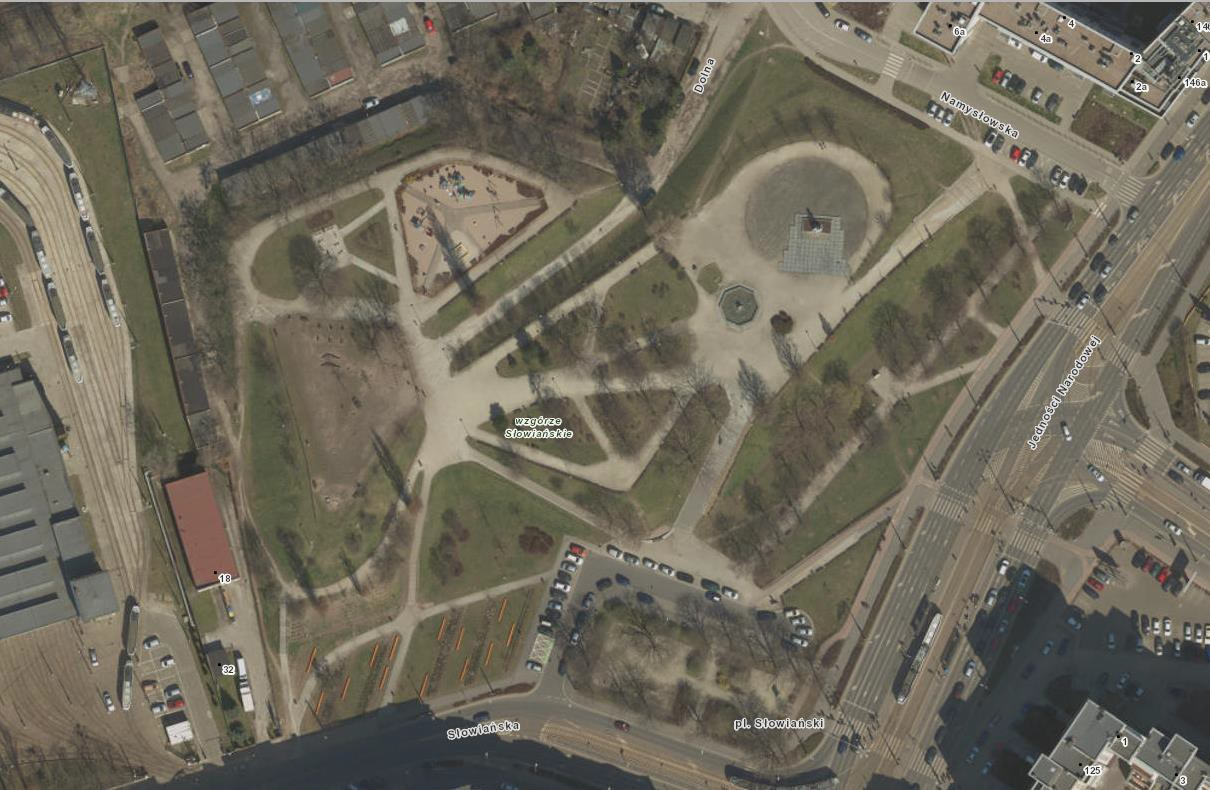 6a
4
4a
2
2a
146a
Dolna
Namysłowska
Jedności Narodowej
wzgórze
Słowiańskie
18
32
Słowiańska
pl. Słowiański
1
125
3